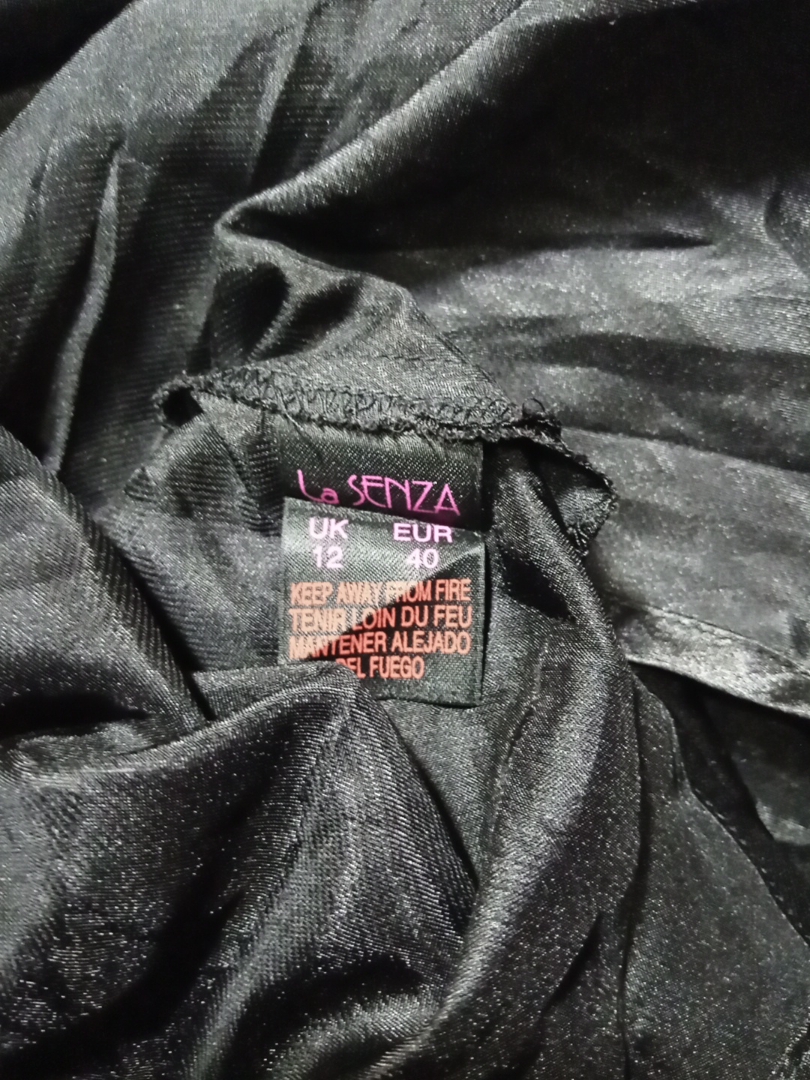 La SENZA
UK EUR
12 40
KEEP AWAY FROM FIRE
TENIR LOIN DU FEU
MANTENER ALEJADO
DEL FUEGO